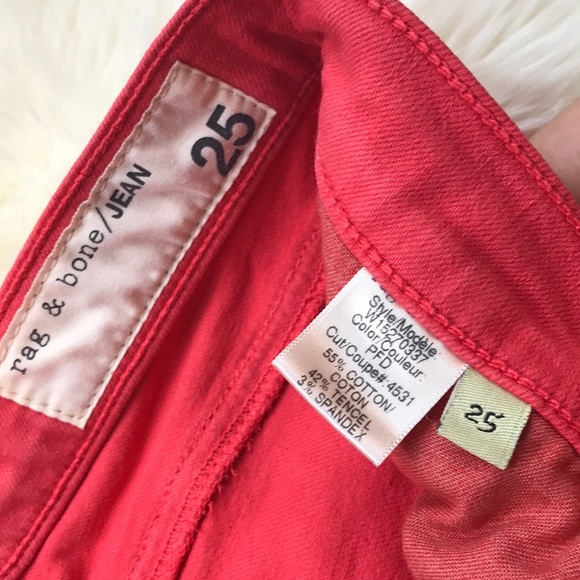 rag & bone/JEAN
25
Style/Modèle:
Color/Couleur:
PFD
Cut/Coupe#: 4531
55% COTTON/
COTON
42% TENCEL
3% SPANDEX
25